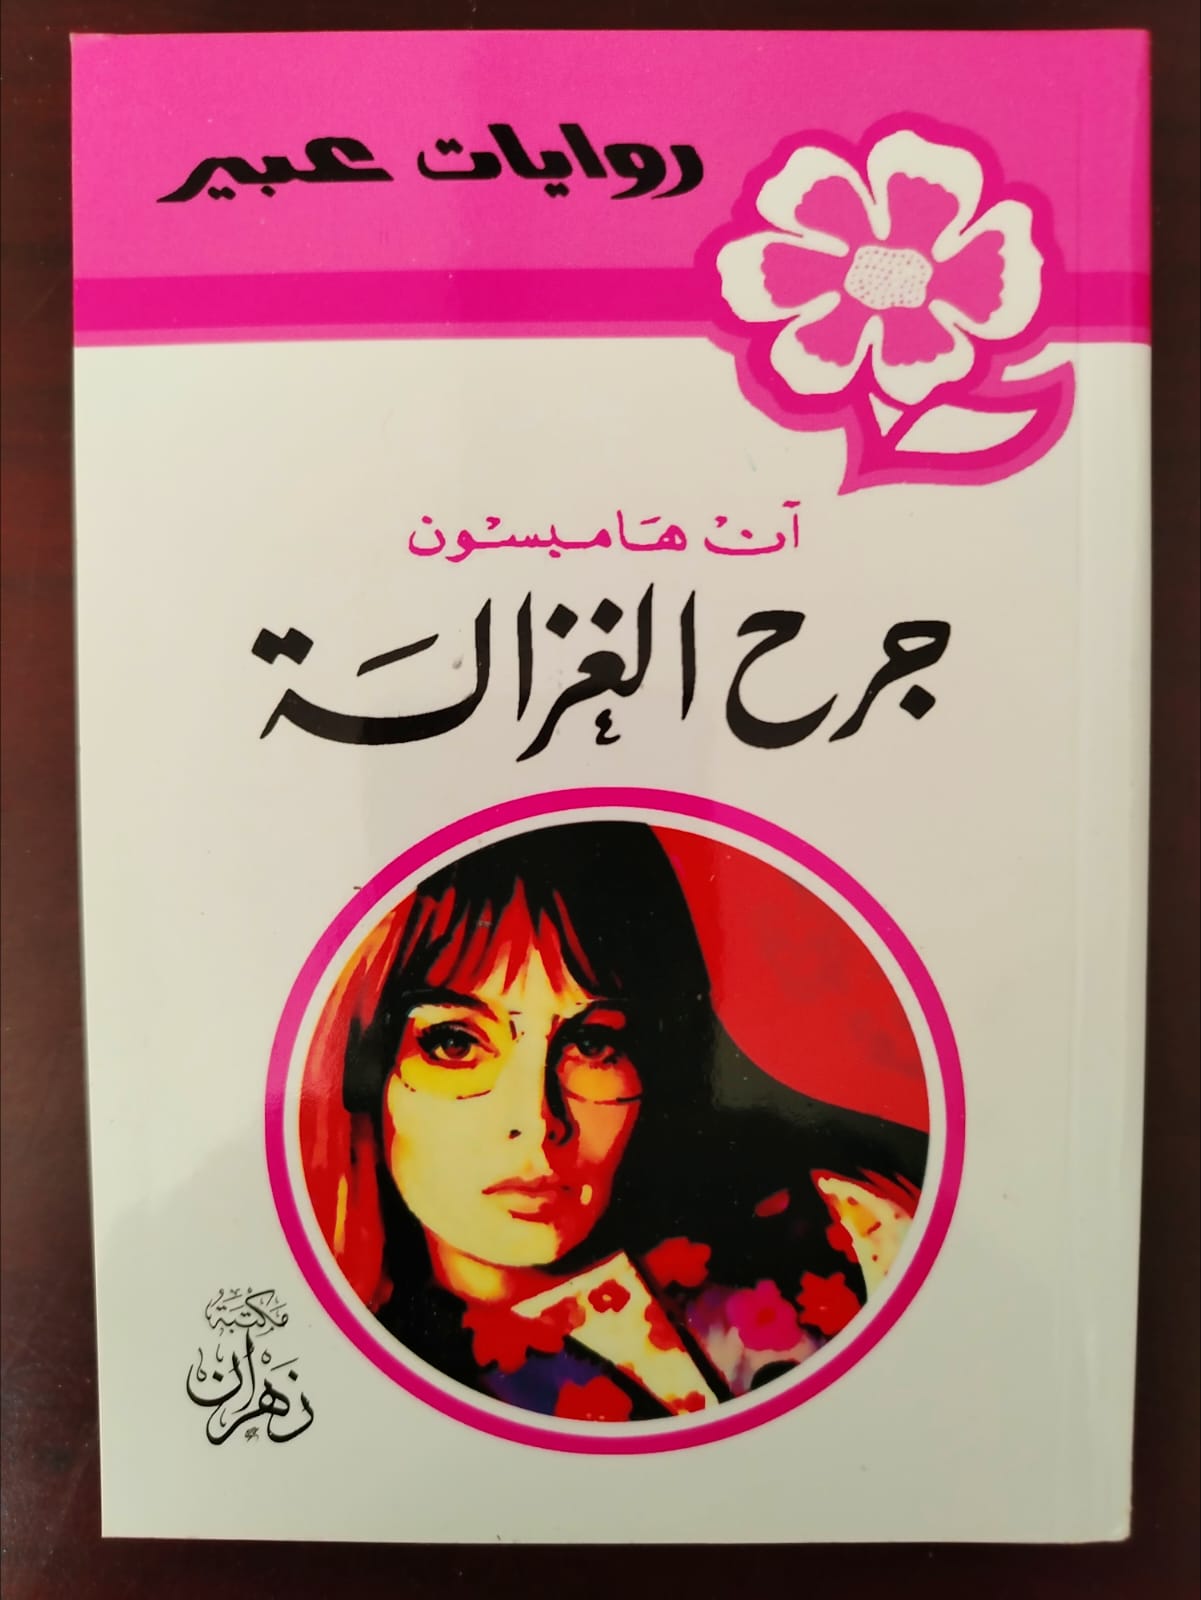 روايات عبير
آن هامبسون
جرح الغزالة
مكتبة
زهران